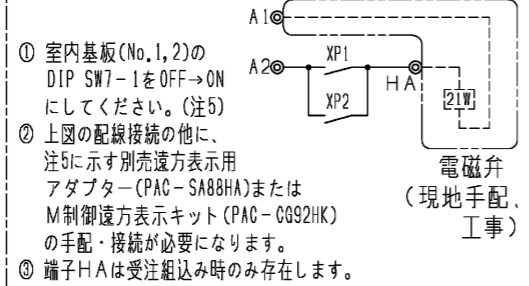 A1
① 室内基板(No.1,2)の
XP1
DIP SW7-1をOFF→ON
A2
HA
にしてください。(注5)
XP2
21W
② 上図の配線接続の他に、
注5に示す別売遠方表示用
電磁弁
アダプター(PAC-SA88HA)または
(現地手配、
M制御遠方表示キット(PAC-CG92HK)
工事)
の手配・接続が必要になります。
③ 端子HAは受注組込み時のみ存在します。